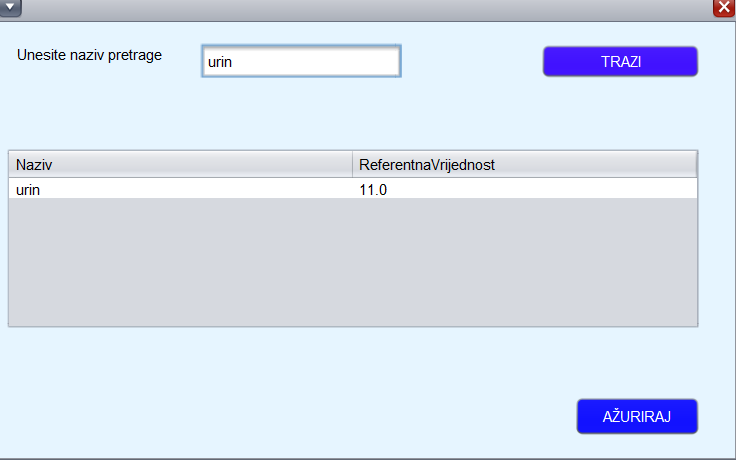 Unesite naziv pretrage urin TRAZI
Naziv ReferentnaVrijednost
urin 11.0
AŽURIRAJ